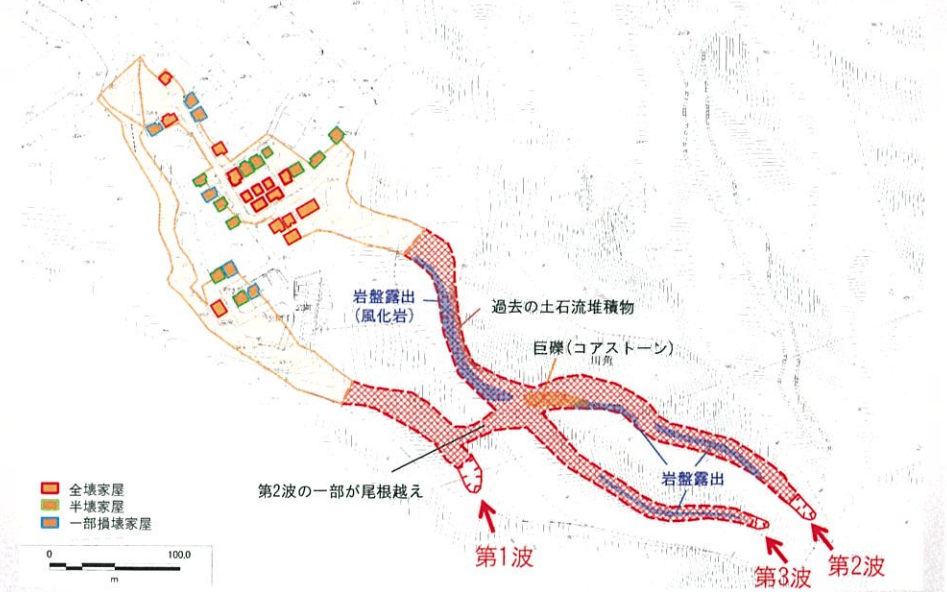 岩盤露出
(風化岩)
過去の土石流堆積物
巨礫(コアストーン)
川角
岩盤露出
第2波の一部が尾根越え
全壊家屋
半壊家屋
一部損壊家屋
第1波
第2波
第3波
0 100.0
m